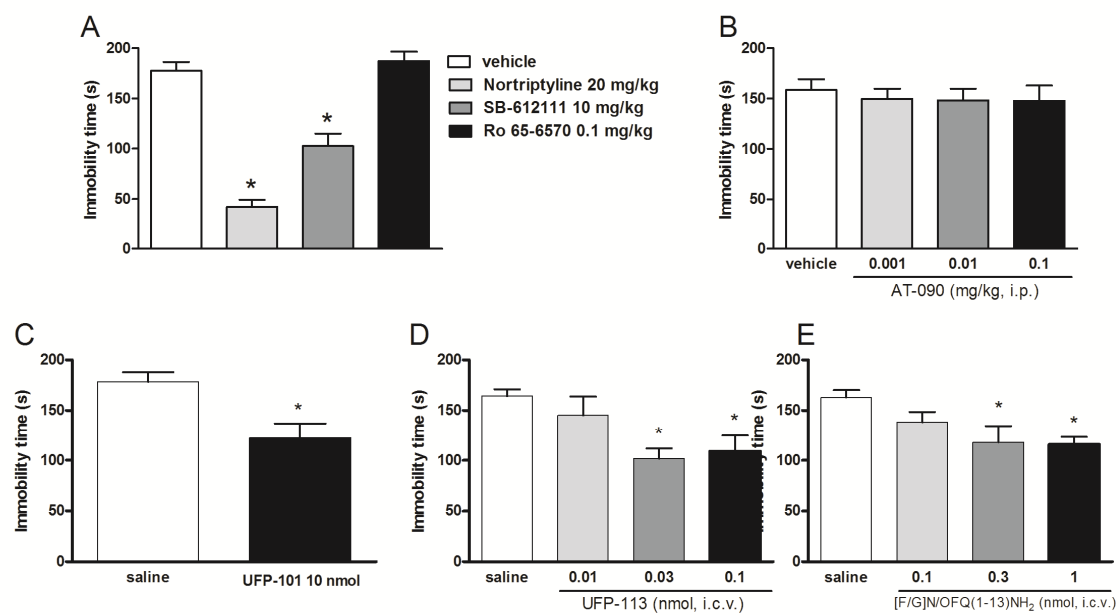 A
Immobility time (s)
200
150
100
50
0
*
*
vehicle
Nortriptyline 20 mg/kg
SB-612111 10 mg/kg
Ro 65-6570 0.1 mg/kg
B
Immobility time (s)
200
150
100
50
0
vehicle 0.001 0.01 0.1
AT-090 (mg/kg, i.p.)
C
Immobility time (s)
200
150
100
50
0
*
saline UFP-101 10 nmol
D
Immobility time (s)
200
150
100
50
0
*
*
saline 0.01 0.03 0.1
UFP-113 (nmol, i.c.v.)
E
Immobility time (s)
200
150
100
50
0
*
*
saline 0.1 0.3 1
[F/G]N/OFQ(1-13)NH₂ (nmol, i.c.v.)